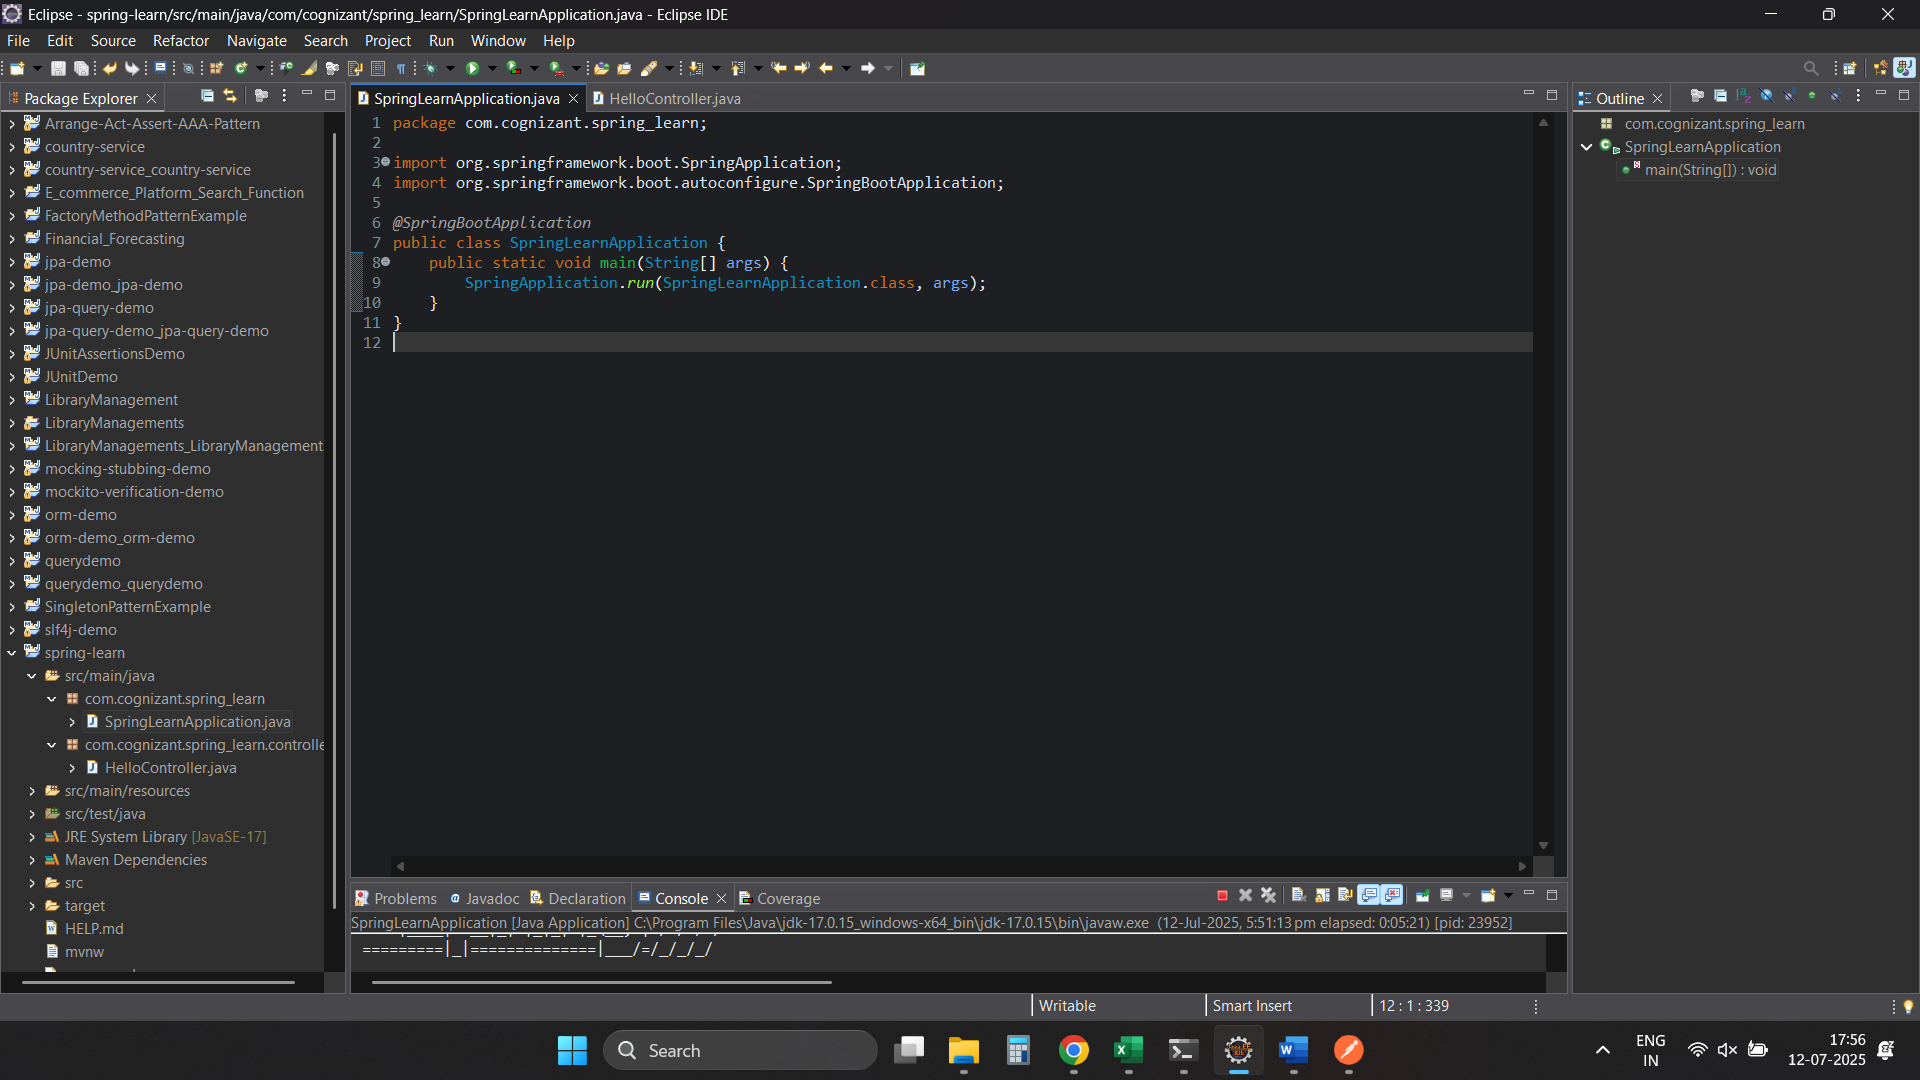 Eclipse - spring-learn/src/main/java/com/cognizant/spring_learn/SpringLearnApplication.java - Eclipse IDE
File Edit Source Refactor Navigate Search Project Run Window Help
Package Explorer
Arrange-Act-Assert-AAA-Pattern
country-service
country-service_country-service
E_commerce_Platform_Search_Function
FactoryMethodPatternExample
Financial_Forecasting
jpa-demo
jpa-demo_jpa-demo
jpa-query-demo
jpa-query-demo_jpa-query-demo
JUnitAssertionsDemo
JUnitDemo
LibraryManagement
LibraryManagements
LibraryManagements_LibraryManagement
mocking-stubbing-demo
mockito-verification-demo
orm-demo
orm-demo_orm-demo
querydemo
querydemo_querydemo
SingletonPatternExample
slf4j-demo
spring-learn
src/main/java
com.cognizant.spring_learn
SpringLearnApplication.java
com.cognizant.spring_learn.controlle
HelloController.java
src/main/resources
src/test/java
JRE System Library [JavaSE-17]
Maven Dependencies
src
target
HELP.md
mvnw
SpringLearnApplication.java HelloController.java
1 package com.cognizant.spring_learn;
2
3 import org.springframework.boot.SpringApplication;
4 import org.springframework.boot.autoconfigure.SpringBootApplication;
5
6 @SpringBootApplication
7 public class SpringLearnApplication {
8 public static void main(String[] args) {
9 SpringApplication.run(SpringLearnApplication.class, args);
10 }
11 }
12
Outline
com.cognizant.spring_learn
SpringLearnApplication
main(String[]) : void
Problems Javadoc Declaration Console Coverage
SpringLearnApplication [Java Application] C:\Program Files\Java\jdk-17.0.15_windows-x64_bin\jdk-17.0.15\bin\javaw.exe (12-Jul-2025, 5:51:13 pm elapsed: 0:05:21) [pid: 23952]
=========|_|==============|___/=/_/_/_/
Writable Smart Insert 12 : 1 : 339
Search
ENG
IN
17:56
12-07-2025